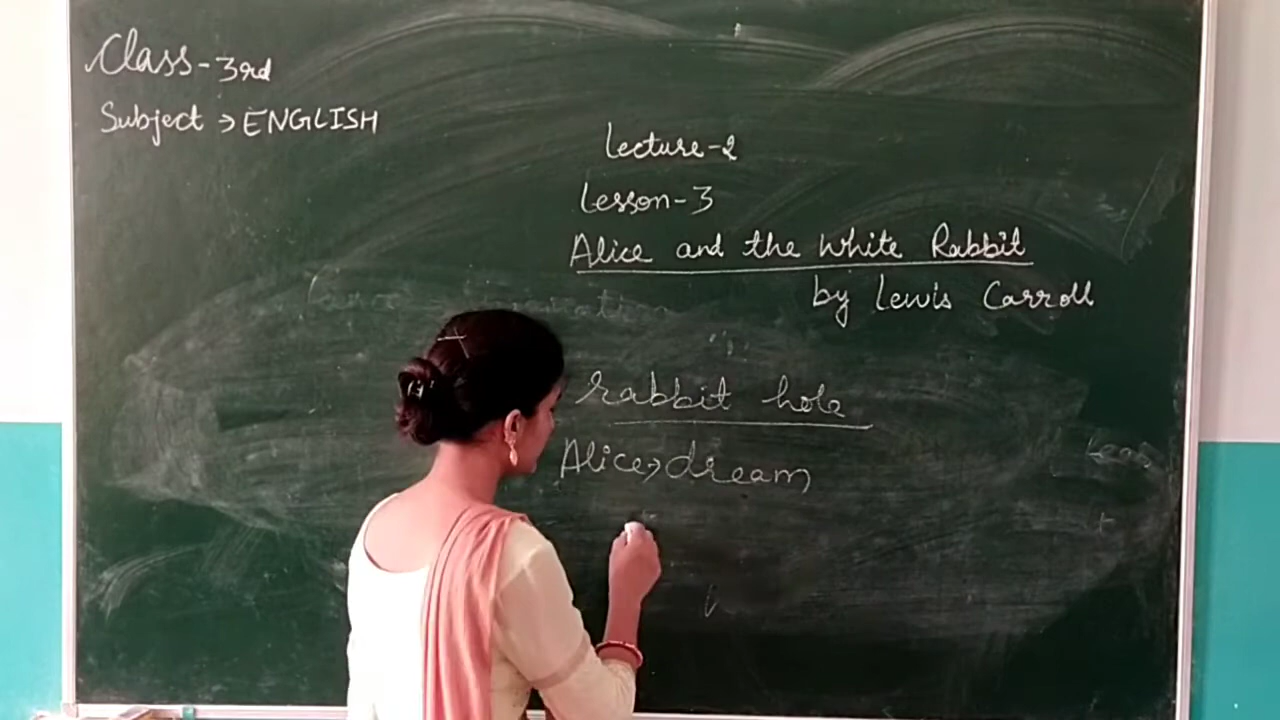 Class-3rd
Subject → ENGLISH
Lecture-2
Lesson-3
Alice and the White Rabbit
by Lewis Carroll
rabbit hole
Alice→dream